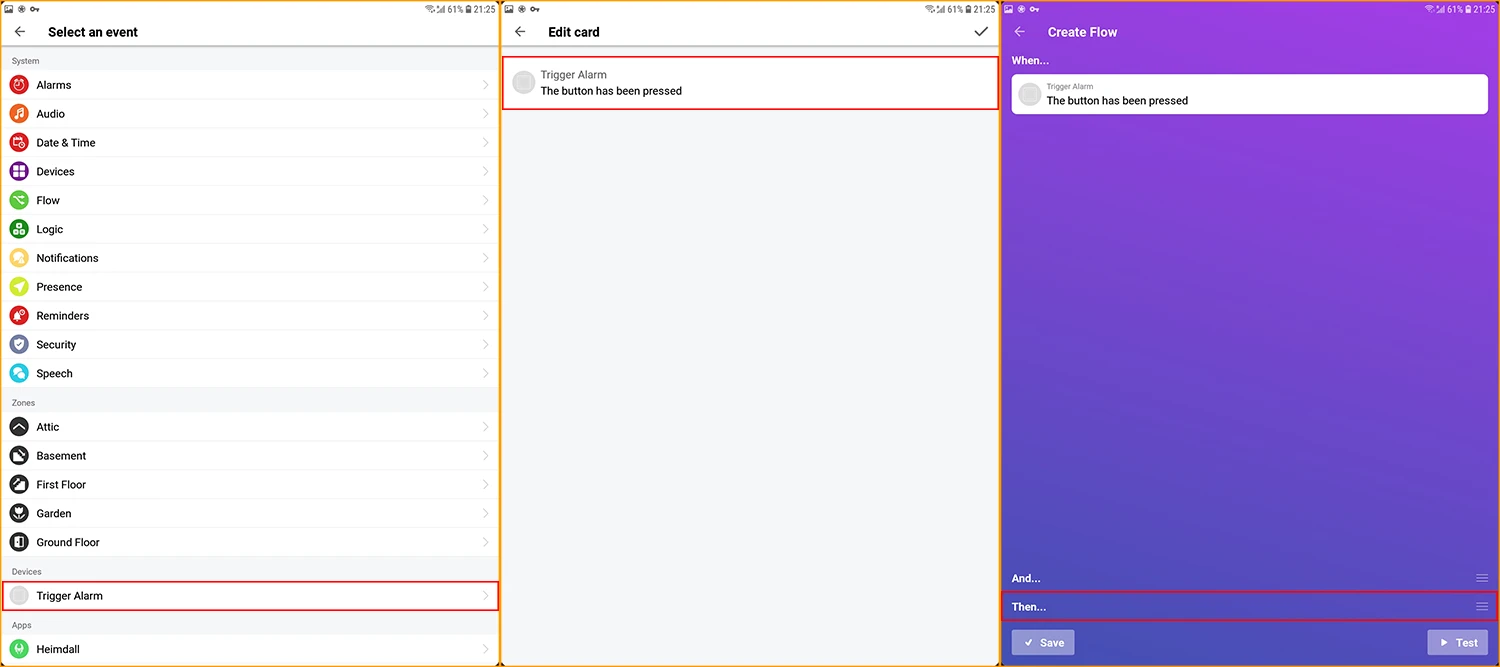 61% 21:25
Select an event
System
Alarms
Audio
Date & Time
Devices
Flow
Logic
Notifications
Presence
Reminders
Security
Speech
Zones
Attic
Basement
First Floor
Garden
Ground Floor
Devices
Trigger Alarm
Apps
Heimdall
61% 21:25
Edit card
Trigger Alarm
The button has been pressed
61% 21:25
Create Flow
When...
Trigger Alarm
The button has been pressed
And...
Then...
Save
Test